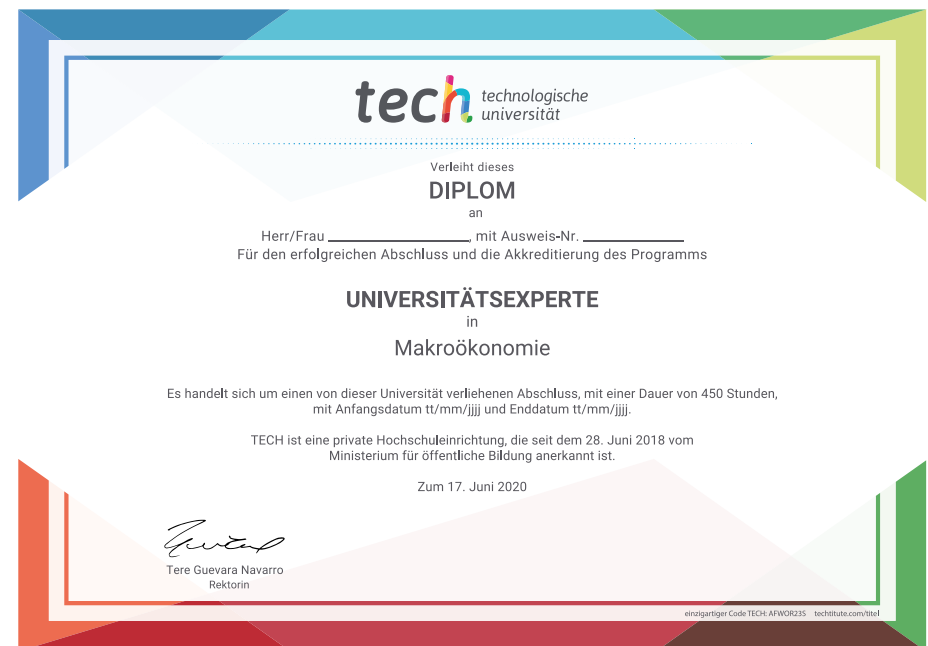 tech technologische
universität
Verleiht dieses
DIPLOM
an
Herr/Frau ____________________, mit Ausweis-Nr. _______________
Für den erfolgreichen Abschluss und die Akkreditierung des Programms
UNIVERSITÄTSEXPERTE
in
Makroökonomie
Es handelt sich um einen von dieser Universität verliehenen Abschluss, mit einer Dauer von 450 Stunden,
mit Anfangsdatum tt/mm/jjjj und Enddatum tt/mm/jjjj.
TECH ist eine private Hochschuleinrichtung, die seit dem 28. Juni 2018 vom
Ministerium für öffentliche Bildung anerkannt ist.
Zum 17. Juni 2020
Tere Guevara Navarro
Rektorin
einzigartiger Code TECH: AFWOR23S techtitute.com/titel